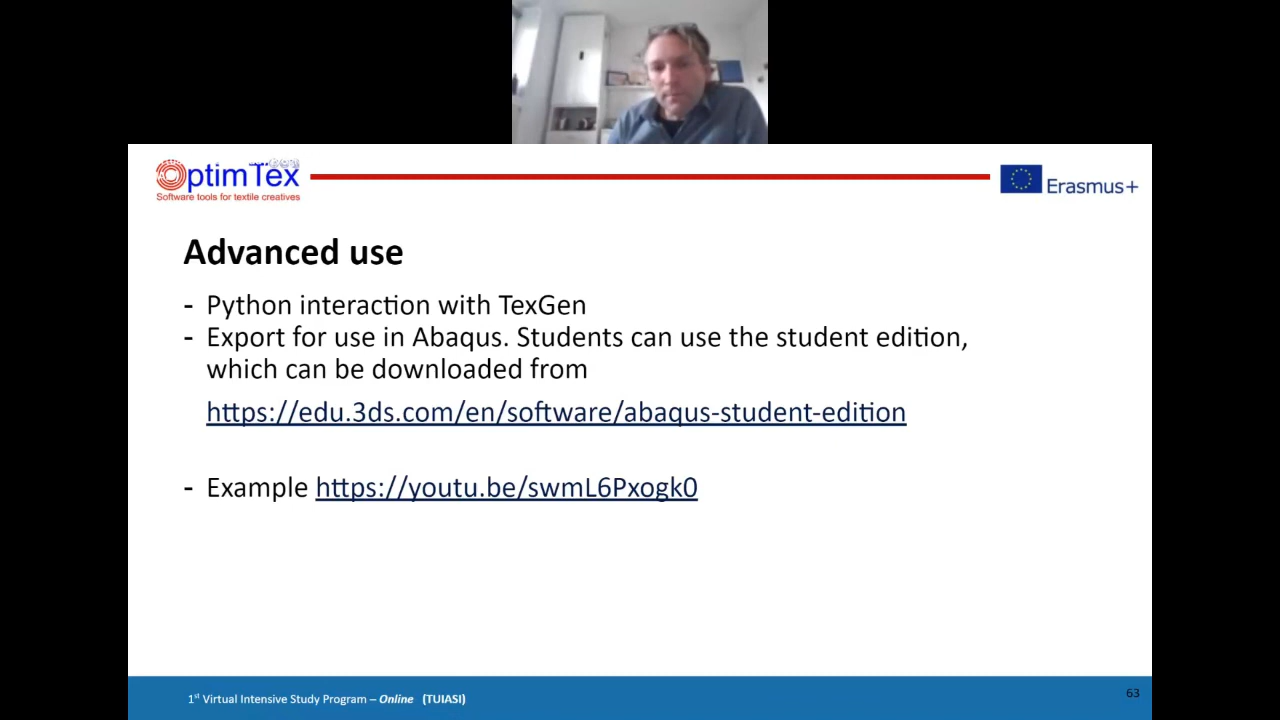 OptimTex
Software tools for textile creatives
Erasmus+
Advanced use
- Python interaction with TexGen
- Export for use in Abaqus. Students can use the student edition,
which can be downloaded from
https://edu.3ds.com/en/software/abaqus-student-edition
- Example https://youtu.be/swmL6Pxogk0
1st Virtual Intensive Study Program – Online (TUIASI)
63